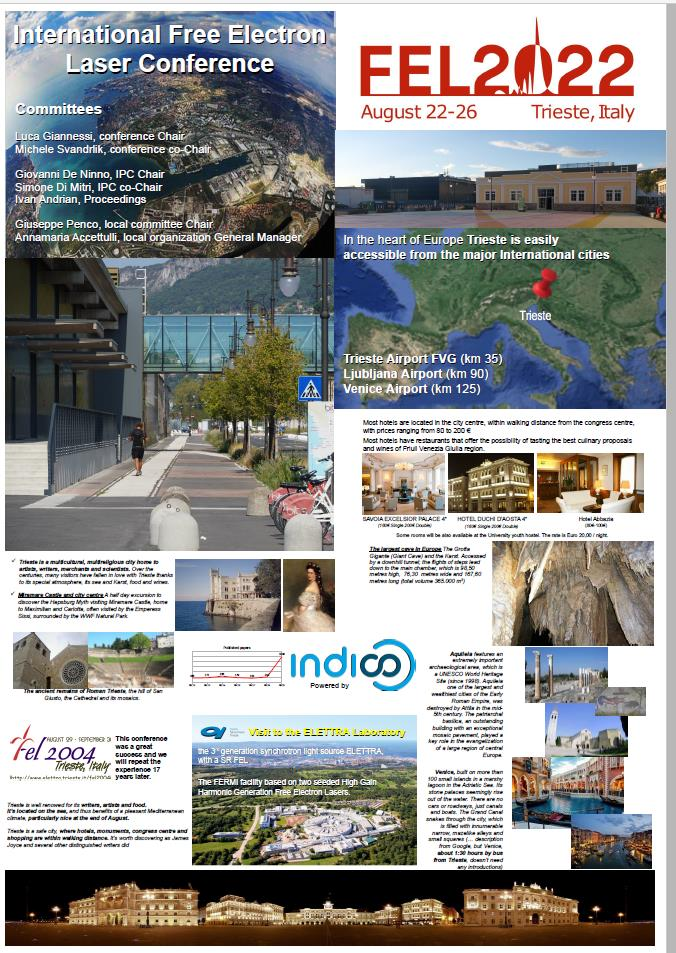 International Free Electron
Laser Conference
Committees
Luca Giannessi, conference Chair
Michele Svandrlik, conference co-Chair
Giovanni De Ninno, IPC Chair
Simone Di Mitri, IPC co-Chair
Ivan Andrian, Proceedings
Giuseppe Penco, local committee Chair
Annamaria Accettulli, local organization General Manager
FEL2022
August 22-26 Trieste, Italy
In the heart of Europe Trieste is easily
accessible from the major International cities
Trieste
Trieste Airport FVG (km 35)
Ljubljana Airport (km 90)
Venice Airport (km 125)
Most hotels are located in the city centre, within walking distance from the congress centre,
with prices ranging from 80 to 200 €
Most hotels have restaurants that offer the possibility of tasting the best culinary proposals
and wines of Friuli Venezia Giulia region.
SAVOIA EXCELSIOR PALACE 4*
HOTEL DUCHI D'AOSTA 4*
Hotel Abbazia
Some rooms will be also available at the University youth hostel. The rate is Euro 20,00 / night.
✓ Trieste is a multicultural, multireligious city home to
artists, writers, merchants and scientists. Over the
centuries, many visitors have fallen in love with Trieste thanks
to its special atmosphere, its sea and Karst, food and wines.
✓ Miramare Castle and city centre A half day excursion to
discover the Hapsburg Myth visiting Miramare Castle, home
to Maximilian and Carlotta, often visited by the Emperess
Sissi, surrounded by the WWF Natural Park.
The largest cave in Europe The Grotta
Gigante (Giant Cave) and the Karst. Accessed
by a downhill tunnel, the flights of steps lead
down to the main chamber, which is 98,50
metres high, 76,30 metres wide and 167,60
metres long (total volume 365.000 m³)
The ancient remains of Roman Trieste, the hill of San
Giusto, the Cathedral and its mosaics.
Published papers
indico
Powered by
Aquileia features an
extremely important
archaeological area, which is
a UNESCO World Heritage
Site (since 1998). Aquileia
one of the largest and
wealthiest cities of the Early
Roman Empire, was
destroyed by Attila in the mid-
5th century. The patriarchal
basilica, an outstanding
building with an exceptional
mosaic pavement, played a
key role in the evangelization
of a large region of central
Europe.
AUGUST 29 - SEPTEMBER 3
Fel 2004
Trieste, Italy
http://www.elettra.trieste.it/fel2004
This conference
was a great
success and we
will repeat the
experience 17
years later.
Visit to the ELETTRA Laboratory
the 3rd generation synchrotron light source ELETTRA,
with a SR FEL
The FERMI facility based on two seeded High Gain
Harmonic Generation Free Electron Lasers.
Trieste is well renowned for its writers, artists and food.
It's located on the sea, and thus benefits of a pleasant Mediterranean
climate, particularly nice at the end of August.
Trieste is a safe city, where hotels, monuments, congress centre and
shopping are within walking distance. It's worth discovering as James
Joyce and several other distinguished writers did
Venice, built on more than
100 small islands in a marshy
lagoon in the Adriatic Sea. Its
stone palaces seemingly rise
out of the water. There are no
cars or roadways, just canals
and boats. The Grand Canal
snakes through the city, which
is filled with innumerable
narrow, mazelike alleys and
small squares (... description
from Google, but Venice,
about 1:30 hours by bus
from Trieste, doesn't need
any introductions)